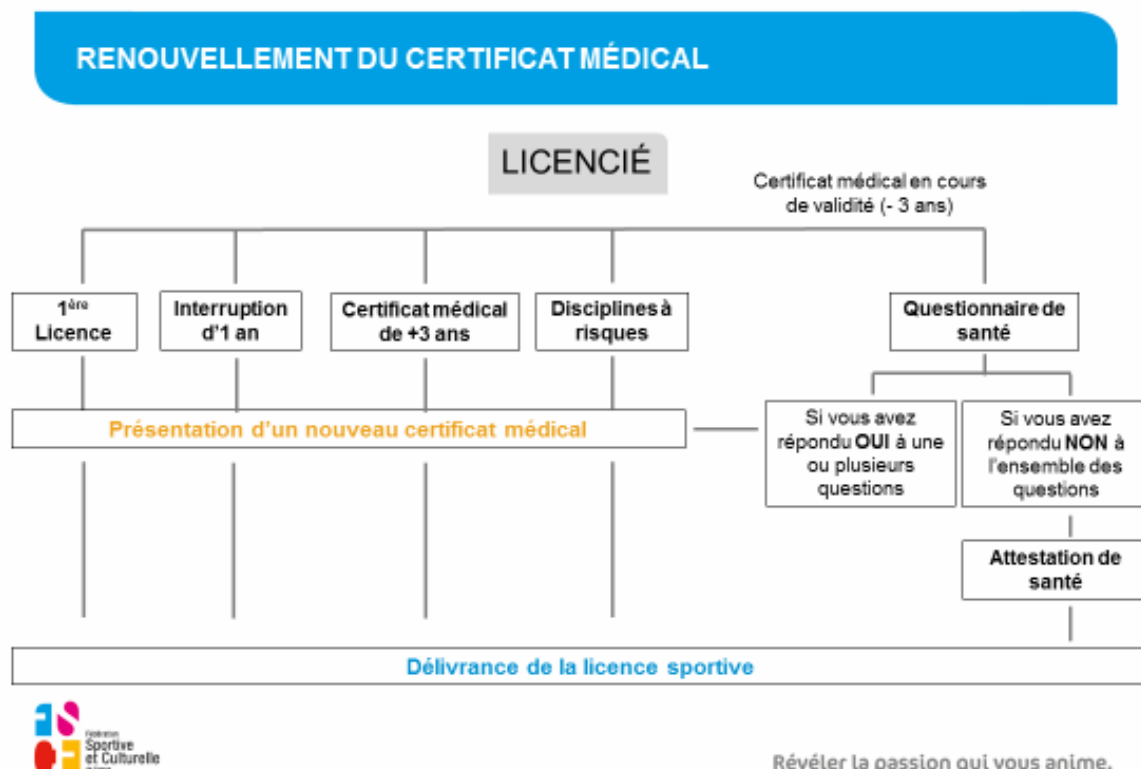 RENOUVELLEMENT DU CERTIFICAT MÉDICAL
LICENCIÉ
Certificat médical en cours
de validité (- 3 ans)
1ère
Licence
Interruption
d'1 an
Certificat médical
de +3 ans
Disciplines à
risques
Questionnaire de
santé
Présentation d'un nouveau certificat médical
Si vous avez
répondu OUI à une
ou plusieurs
questions
Si vous avez
répondu NON à
l'ensemble des
questions
Attestation de
santé
Délivrance de la licence sportive
FSCF
Fédération
Sportive
et Culturelle
Révéler la passion qui vous anime.